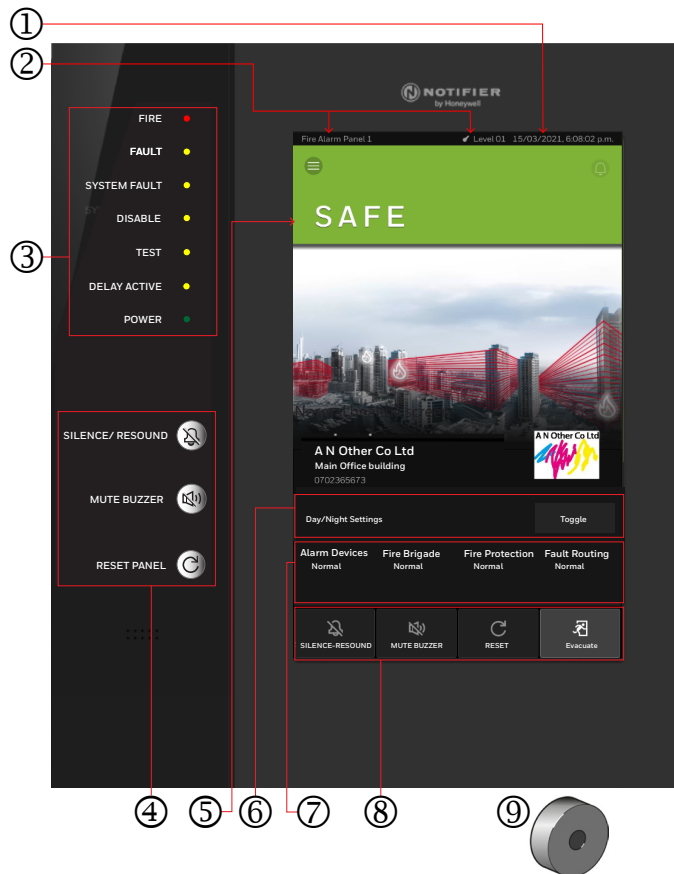 ①
②
NOTIFIER
by Honeywell
FIRE
FAULT
SYSTEM FAULT
DISABLE
TEST
DELAY ACTIVE
POWER
③
Fire Alarm Panel 1
Level 01 15/03/2021, 6:08:02 p.m.
SAFE
SILENCE/ RESOUND
MUTE BUZZER
RESET PANEL
A N Other Co Ltd
Main Office building
0702365673
A N Other Co Ltd
Day/Night Settings
Toggle
Alarm Devices Fire Brigade Fire Protection Fault Routing
Normal Normal Normal Normal
SILENCE-RESOUND MUTE BUZZER RESET Evacuate
④ ⑤ ⑥ ⑦ ⑧ ⑨